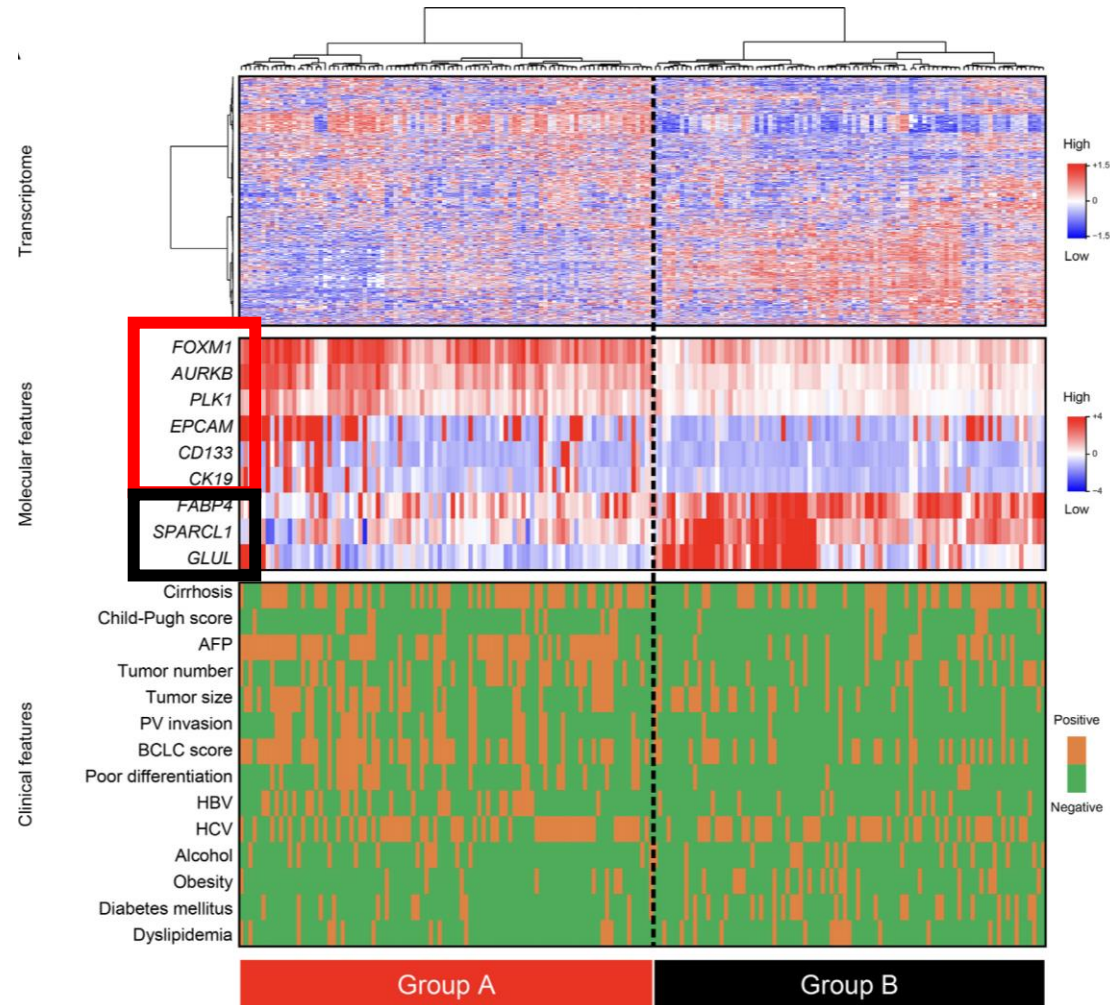 Transcriptome
High
+1.5
0
−1.5
Low
Molecular features
FOXM1
AURKB
PLK1
EPCAM
CD133
CK19
FABP4
SPARCL1
GLUL
High
+4
0
−4
Low
Clinical features
Cirrhosis
Child-Pugh score
AFP
Tumor number
Tumor size
PV invasion
BCLC score
Poor differentiation
HBV
HCV
Alcohol
Obesity
Diabetes mellitus
Dyslipidemia
Positive
Negative
Group A
Group B